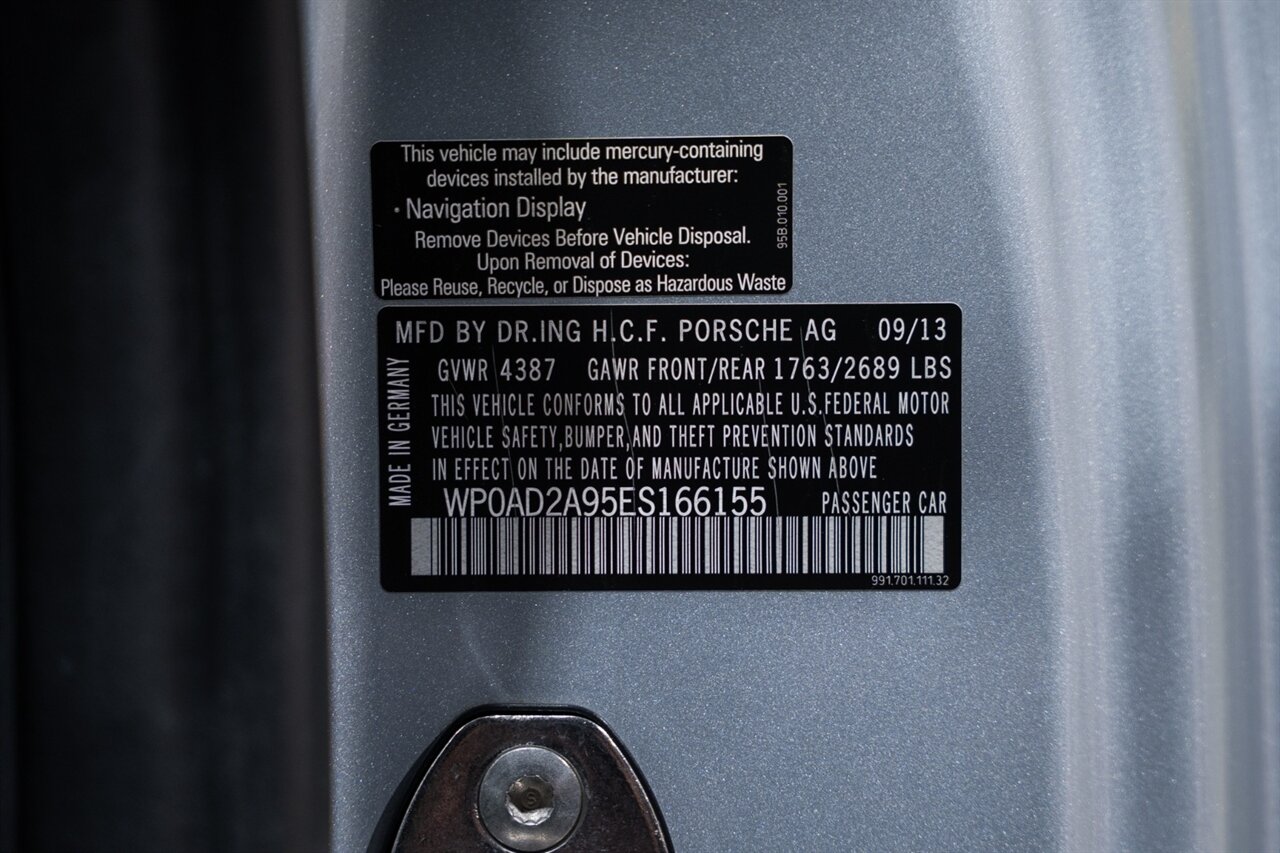 This vehicle may include mercury-containing
devices installed by the manufacturer:
· Navigation Display
Remove Devices Before Vehicle Disposal.
Upon Removal of Devices:
Please Reuse, Recycle, or Dispose as Hazardous Waste
95B.010.001
MFD BY DR.ING H.C.F. PORSCHE AG 09/13
GVWR 4387 GAWR FRONT/REAR 1763/2689 LBS
THIS VEHICLE CONFORMS TO ALL APPLICABLE U.S.FEDERAL MOTOR
VEHICLE SAFETY,BUMPER,AND THEFT PREVENTION STANDARDS
IN EFFECT ON THE DATE OF MANUFACTURE SHOWN ABOVE
MADE IN GERMANY
WP0AD2A95ES166155 PASSENGER CAR
991.701.111.32